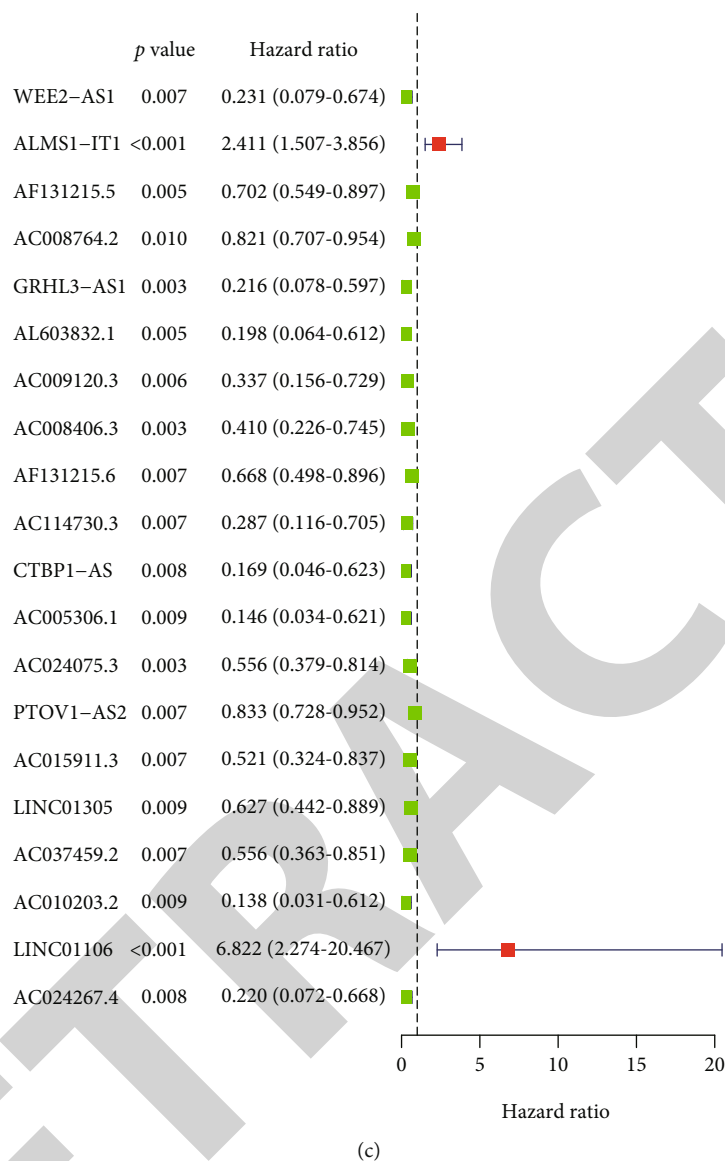 p value Hazard ratio
WEE2−AS1 0.007 0.231 (0.079-0.674)
ALMS1−IT1 <0.001 2.411 (1.507-3.856)
AF131215.5 0.005 0.702 (0.549-0.897)
AC008764.2 0.010 0.821 (0.707-0.954)
GRHL3−AS1 0.003 0.216 (0.078-0.597)
AL603832.1 0.005 0.198 (0.064-0.612)
AC009120.3 0.006 0.337 (0.156-0.729)
AC008406.3 0.003 0.410 (0.226-0.745)
AF131215.6 0.007 0.668 (0.498-0.896)
AC114730.3 0.007 0.287 (0.116-0.705)
CTBP1−AS 0.008 0.169 (0.046-0.623)
AC005306.1 0.009 0.146 (0.034-0.621)
AC024075.3 0.003 0.556 (0.379-0.814)
PTOV1−AS2 0.007 0.833 (0.728-0.952)
AC015911.3 0.007 0.521 (0.324-0.837)
LINC01305 0.009 0.627 (0.442-0.889)
AC037459.2 0.007 0.556 (0.363-0.851)
AC010203.2 0.009 0.138 (0.031-0.612)
LINC01106 <0.001 6.822 (2.274-20.467)
AC024267.4 0.008 0.220 (0.072-0.668)
0 5 10 15 20
Hazard ratio
(c)
TRACT